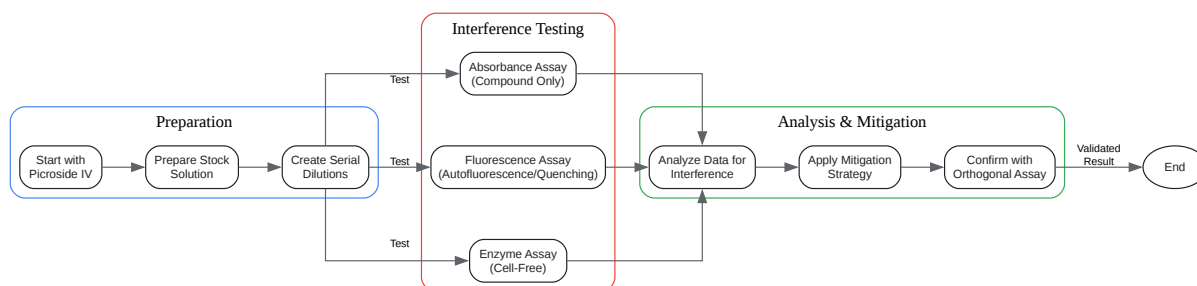 Interference Testing
Absorbance Assay
(Compound Only)
Test
Preparation
Analysis & Mitigation
Start with
Picroside IV
Prepare Stock
Solution
Create Serial
Dilutions
Test
Fluorescence Assay
(Autofluorescence/Quenching)
Analyze Data for
Interference
Apply Mitigation
Strategy
Confirm with
Orthogonal Assay
Validated
Result
End
Test
Enzyme Assay
(Cell-Free)